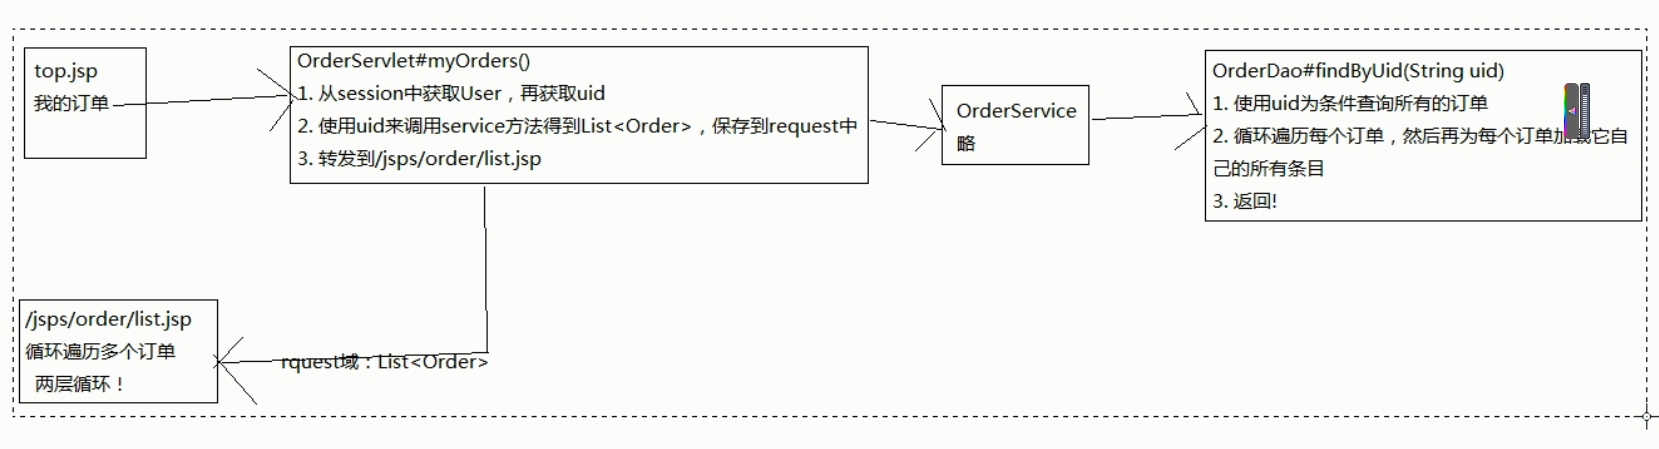 top.jsp
我的订单
OrderServlet#myOrders()
1. 从session中获取User，再获取uid
2. 使用uid来调用service方法得到List<Order>，保存到request中
3. 转发到/jsps/order/list.jsp
OrderService
略
OrderDao#findByUid(String uid)
1. 使用uid为条件查询所有的订单
2. 循环遍历每个订单，然后再为每个订单加载它自
己的所有条目
3. 返回!
/jsps/order/list.jsp
循环遍历多个订单
两层循环！
rquest域：List<Order>